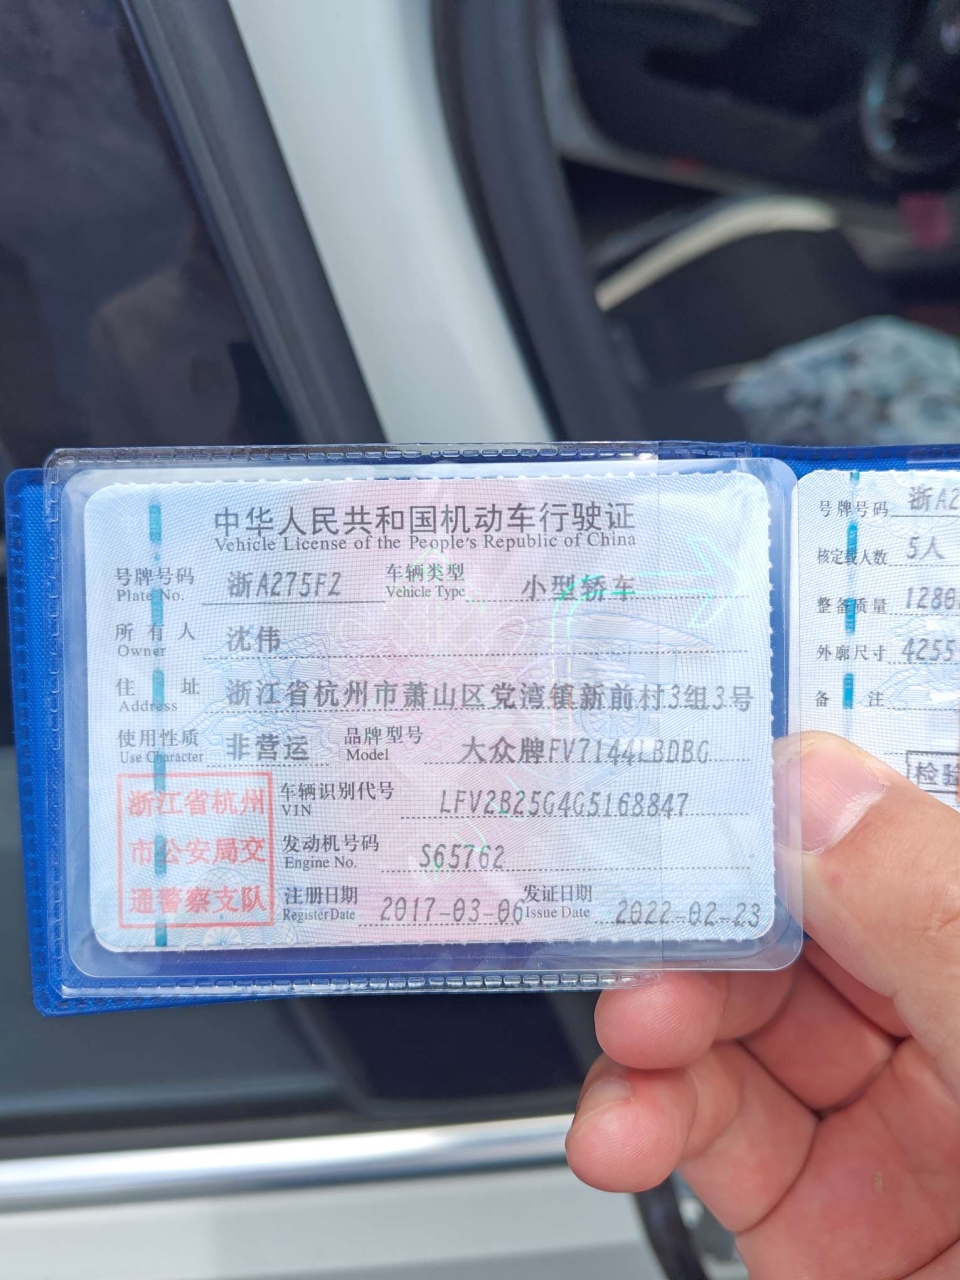 中华人民共和国机动车行驶证
Vehicle License of the People's Republic of China
号牌号码 浙A275FZ 车辆类型 小型轿车
Plate No. Vehicle Type
所有人 沈伟
Owner
住址 浙江省杭州市萧山区党湾镇新前村3组3号
Address
使用性质 非营运 品牌型号 大众牌FV7144LBDBG
Use Character Model
浙江省杭州
市公安局交
通警察支队
车辆识别代号 LFV2B25G4G5168847
VIN
发动机号码 S65762
Engine No.
注册日期 2017-03-06 发证日期 2022-02-23
Register Date Issue Date
号牌号码 浙A2
核定载人数 5人
整备质量 1280
外廓尺寸 4255
备注
检验